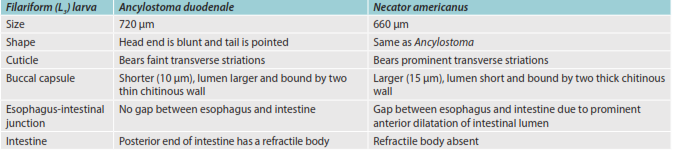 Filariform (L₃) larva Ancylostoma duodenale Necator americanus
Size 720 µm 660 µm
Shape Head end is blunt and tail is pointed Same as Ancylostoma
Cuticle Bears faint transverse striations Bears prominent transverse striations
Buccal capsule Shorter (10 µm), lumen larger and bound by two thin chitinous wall Larger (15 µm), lumen short and bound by two thick chitinous wall
Esophagus-intestinal junction No gap between esophagus and intestine Gap between esophagus and intestine due to prominent anterior dilatation of intestinal lumen
Intestine Posterior end of intestine has a refractile body Refractile body absent